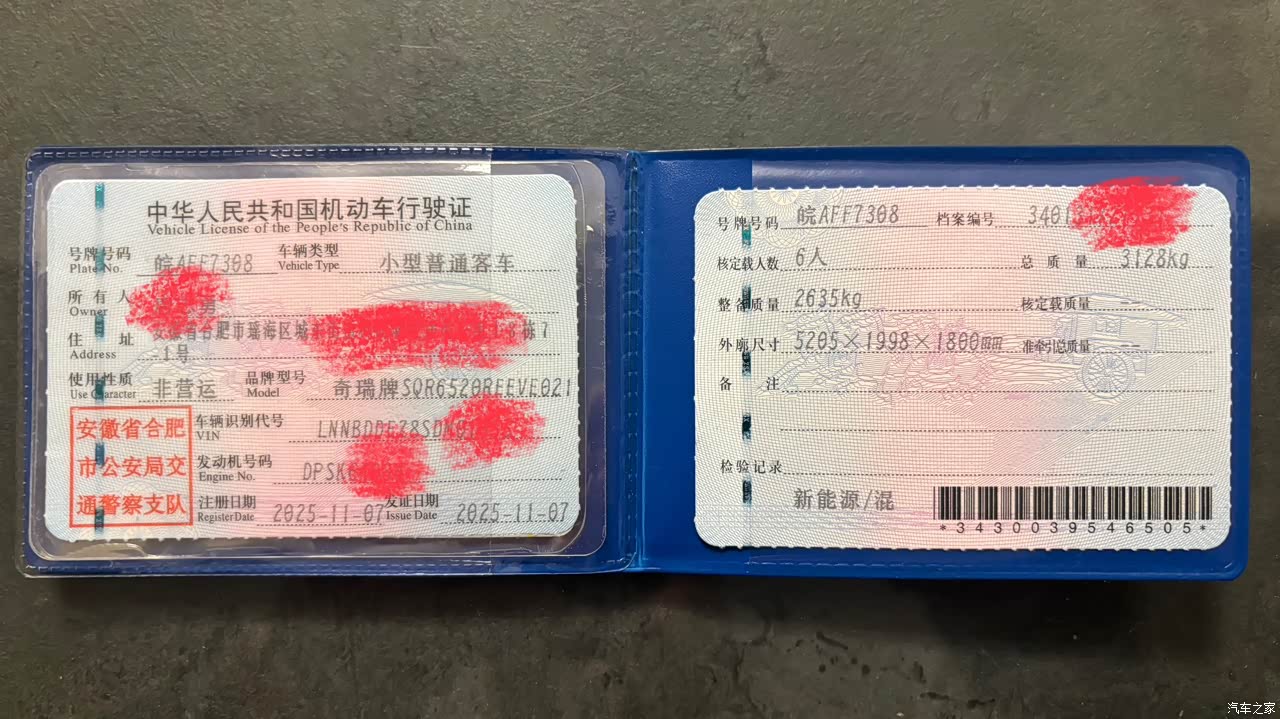 中华人民共和国机动车行驶证
Vehicle License of the People's Republic of China
号牌号码 皖AFF7308 车辆类型 小型普通客车
Plate No. Vehicle Type
所有人
Owner
住址 安徽省合肥市瑶海区 栋7
Address -1号
使用性质 非营运 品牌型号 奇瑞牌SQR6520REEVE021
Use Character Model
安徽省合肥
市公安局交
通警察支队
车辆识别代号 LNNBDDEZ8SD
VIN
发动机号码 DPSK
Engine No.
注册日期 2025-11-07 发证日期 2025-11-07
Register Date Issue Date
号牌号码 皖AFF7308 档案编号 340
核定载人数 6人 总质量 3128kg
整备质量 2635kg 核定载质量 --
外廓尺寸 5205×1998×1800mm 准牵引总质量 --
备注
检验记录
新能源/混
*3430039546505*
汽车之家